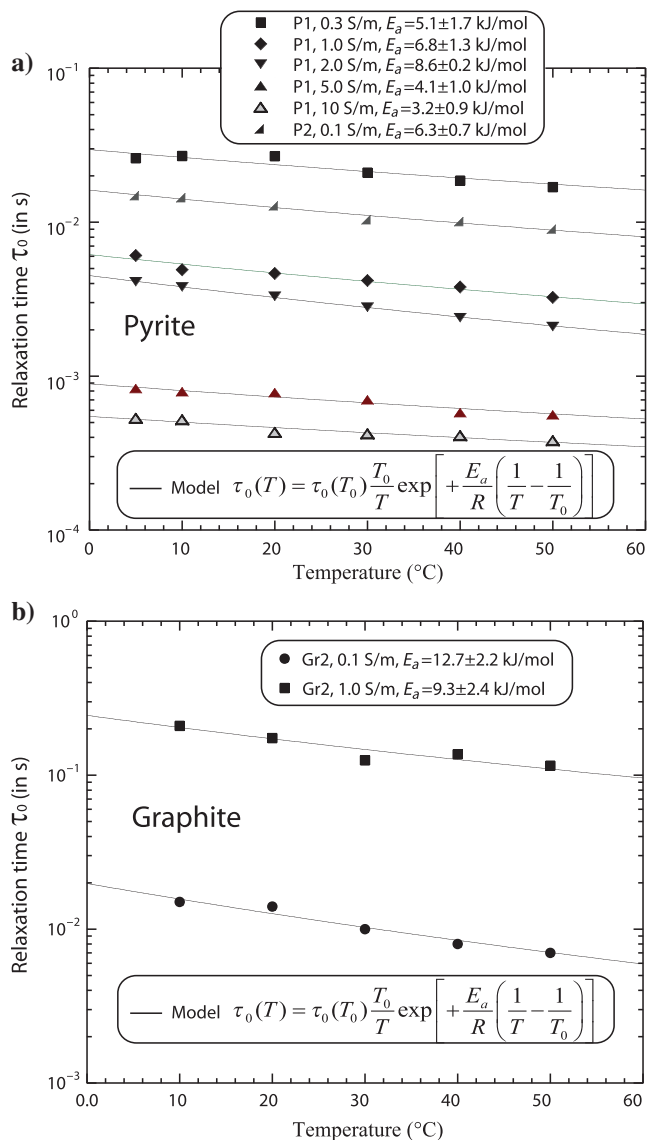 a)
P1, 0.3 S/m, Eₐ=5.1±1.7 kJ/mol
P1, 1.0 S/m, Eₐ=6.8±1.3 kJ/mol
P1, 2.0 S/m, Eₐ=8.6±0.2 kJ/mol
P1, 5.0 S/m, Eₐ=4.1±1.0 kJ/mol
P1, 10 S/m, Eₐ=3.2±0.9 kJ/mol
P2, 0.1 S/m, Eₐ=6.3±0.7 kJ/mol
10⁻¹
10⁻²
10⁻³
10⁻⁴
Relaxation time τ₀ (in s)
Pyrite
Model τ₀(T) = τ₀(T₀) T₀/T exp[+Eₐ/R (1/T − 1/T₀)]
0 10 20 30 40 50 60
Temperature (°C)
b)
Gr2, 0.1 S/m, Eₐ=12.7±2.2 kJ/mol
Gr2, 1.0 S/m, Eₐ=9.3±2.4 kJ/mol
10⁰
10⁻¹
10⁻²
10⁻³
Relaxation time τ₀ (in s)
Graphite
Model τ₀(T) = τ₀(T₀) T₀/T exp[+Eₐ/R (1/T − 1/T₀)]
0.0 10 20 30 40 50 60
Temperature (°C)